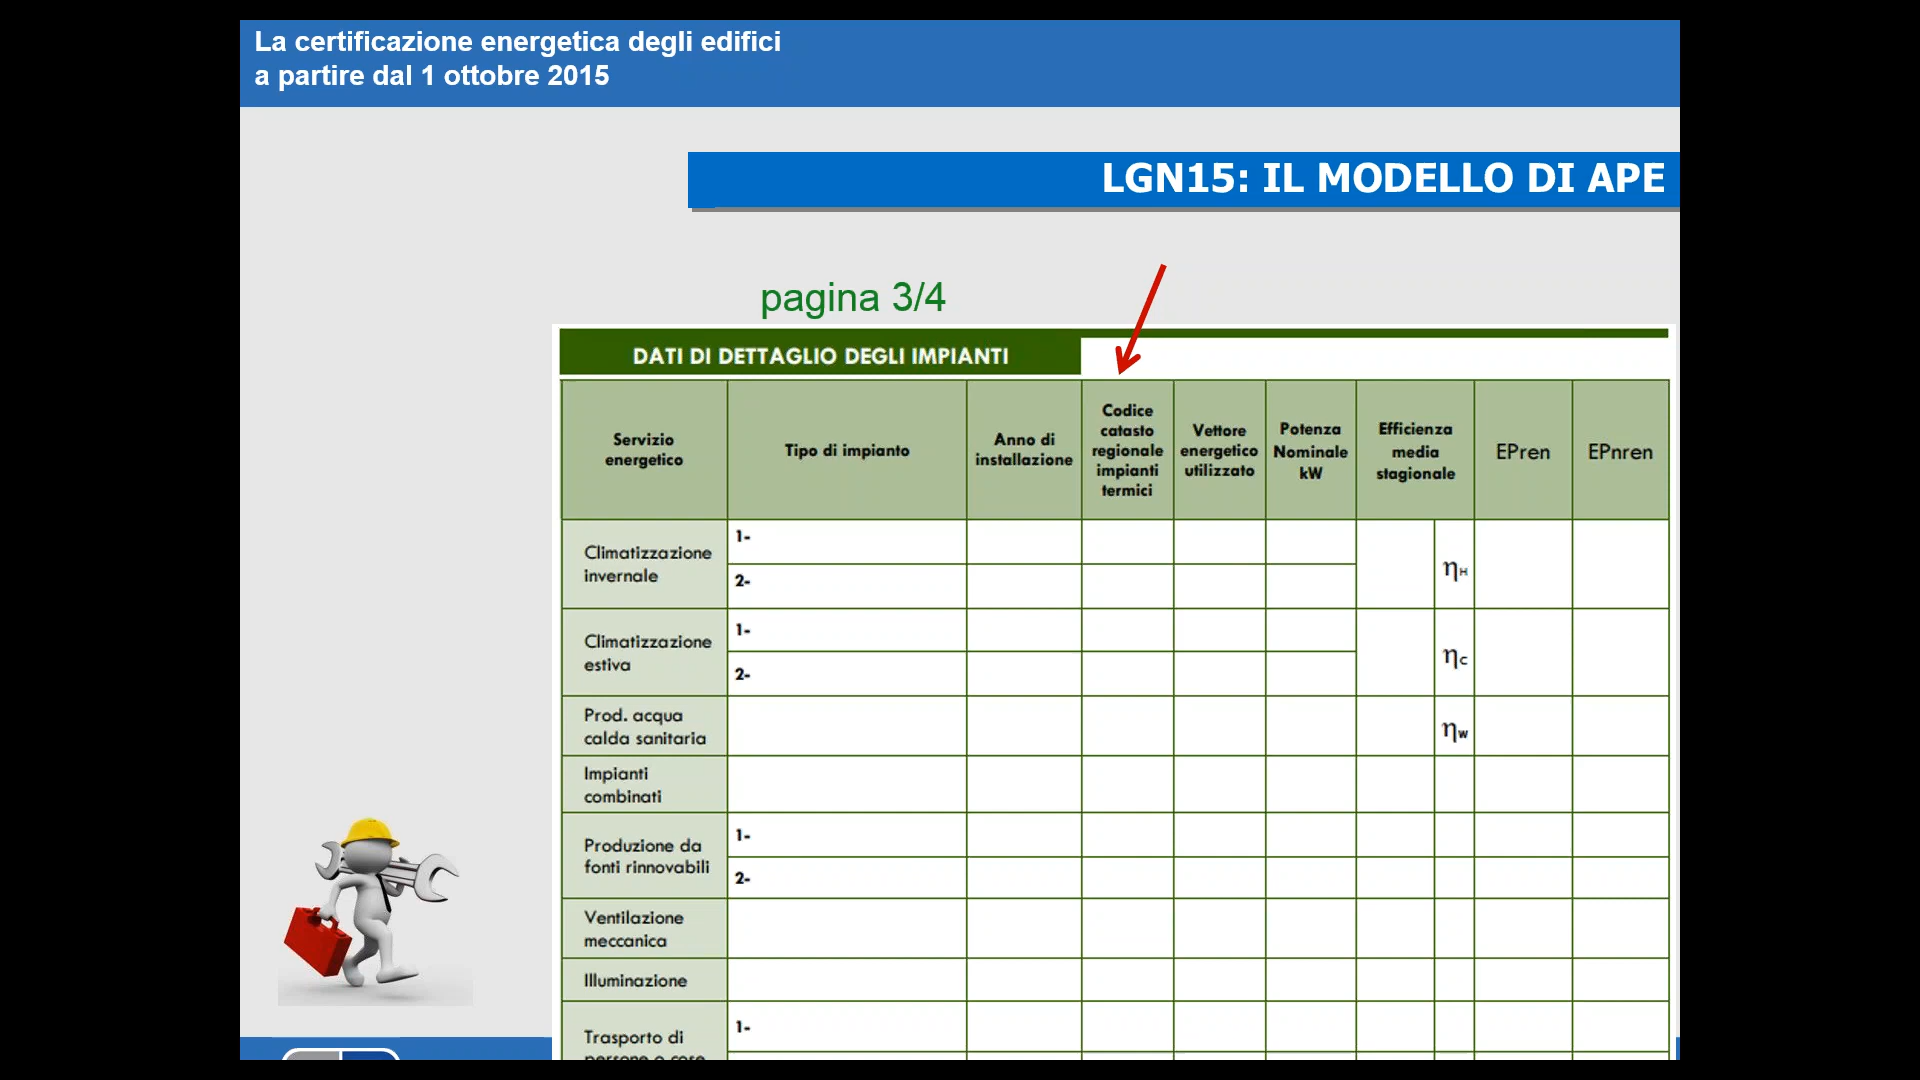 La certificazione energetica degli edifici
a partire dal 1 ottobre 2015
LGN15: IL MODELLO DI APE
pagina 3/4
DATI DI DETTAGLIO DEGLI IMPIANTI
Servizio
energetico
Tipo di impianto
Anno di
installazione
Codice
catasto
regionale
impianti
termici
Vettore
energetico
utilizzato
Potenza
Nominale
kW
Efficienza
media
stagionale
EPren
EPnren
Climatizzazione
invernale
1-
2-
ηH
Climatizzazione
estiva
1-
2-
ηC
Prod. acqua
calda sanitaria
ηw
Impianti
combinati
Produzione da
fonti rinnovabili
1-
2-
Ventilazione
meccanica
Illuminazione
Trasporto di
persone o cose
1-